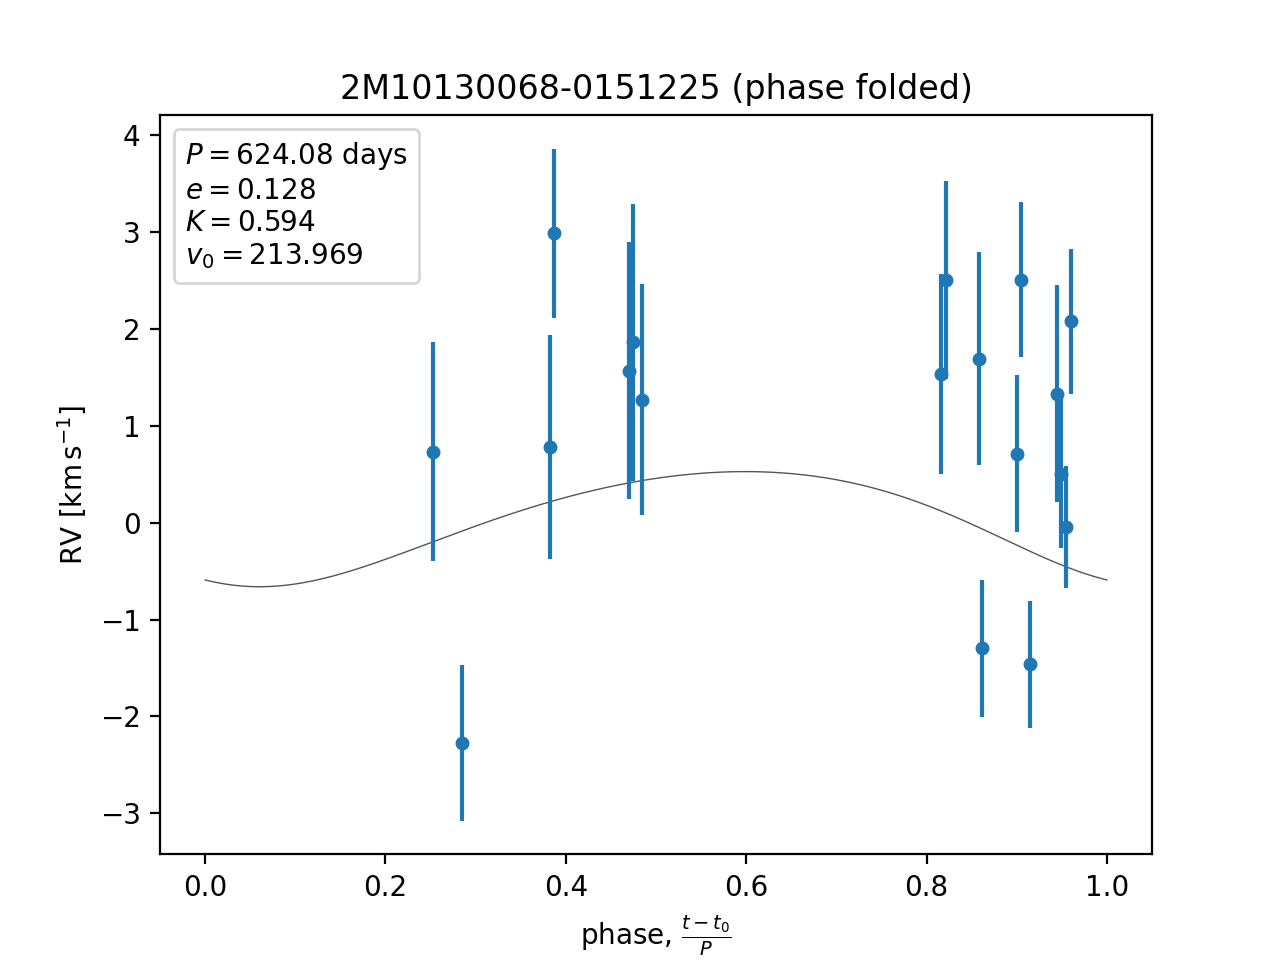 2M10130068-0151225 (phase folded)
P = 624.08 days
e = 0.128
K = 0.594
v₀ = 213.969
4
3
2
1
0
−1
−2
−3
RV [km s⁻¹]
0.0 0.2 0.4 0.6 0.8 1.0
phase, (t − t₀)/P